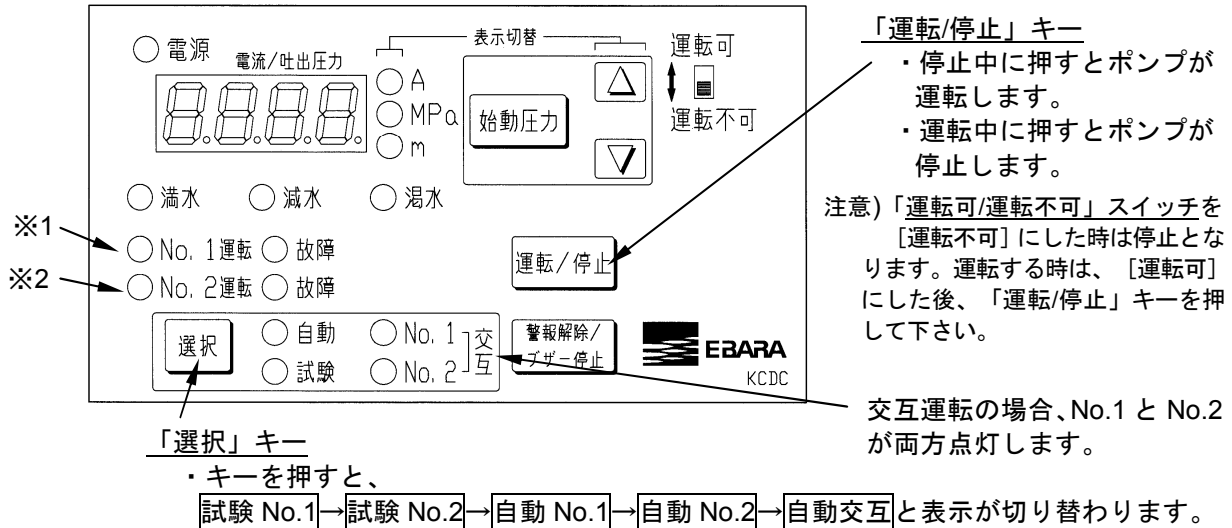 電源
電流/吐出圧力
8.8.8.8.
A
MPa
m
表示切替
始動圧力
△
▽
運転可
運転不可
満水
減水
渇水
※1
No. 1運転
故障
※2
No. 2運転
故障
運転/停止
選択
自動
試験
No. 1
No. 2
交互
警報解除/
ブザー停止
EBARA
KCDC
「運転/停止」キー
・停止中に押すとポンプが
運転します。
・運転中に押すとポンプが
停止します。
注意)「運転可/運転不可」スイッチを
[運転不可]にした時は停止とな
ります。運転する時は、[運転可]
にした後、「運転/停止」キーを押
して下さい。
交互運転の場合、No.1 と No.2
が両方点灯します。
「選択」キー
・キーを押すと、
試験 No.1→試験 No.2→自動 No.1→自動 No.2→自動交互と表示が切り替わります。